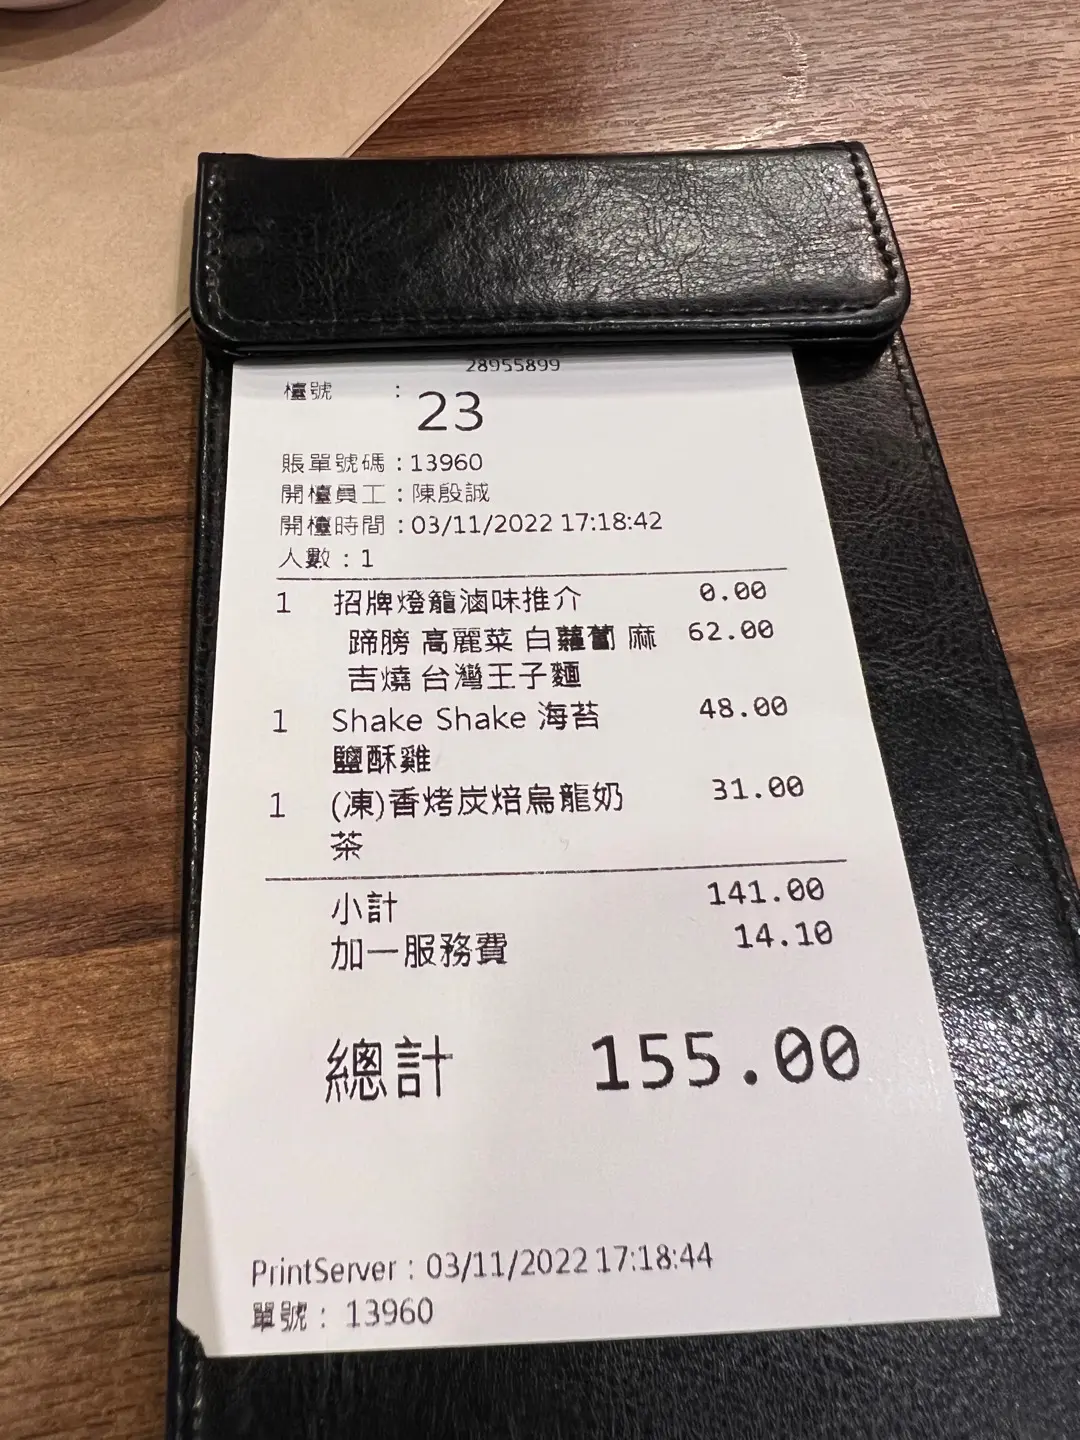 28955899
檯號 : 23
賬單號碼 : 13960
開檯員工 : 陳殷誠
開檯時間 : 03/11/2022 17:18:42
人數 : 1
1 招牌燈籠滷味推介 0.00
蹄膀 高麗菜 白蘿蔔 麻 62.00
吉燒 台灣王子麵
1 Shake Shake 海苔 48.00
鹽酥雞
1 (凍)香烤炭焙烏龍奶 31.00
茶
小計 141.00
加一服務費 14.10
總計 155.00
PrintServer : 03/11/2022 17:18:44
單號 : 13960